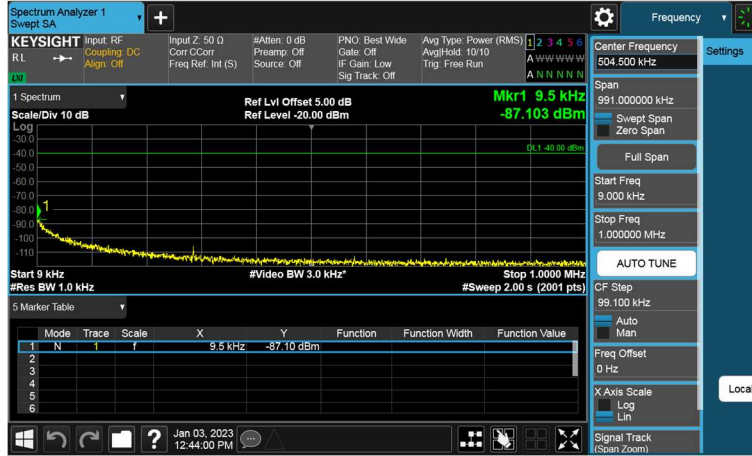 Spectrum Analyzer 1
Swept SA
+
Frequency
KEYSIGHT
RL
LXI
Input: RF
Coupling: DC
Align: Off
Input Z: 50 Ω
Corr CCorr
Freq Ref: Int (S)
#Atten: 0 dB
Preamp: Off
Source: Off
PNO: Best Wide
Gate: Off
IF Gain: Low
Sig Track: Off
Avg Type: Power (RMS)
Avg|Hold: 10/10
Trig: Free Run
1 2 3 4 5 6
A W W W W W
A N N N N N
1 Spectrum
Scale/Div 10 dB
Log
Ref Lvl Offset 5.00 dB
Ref Level -20.00 dBm
Mkr1 9.5 kHz
-87.103 dBm
-30.0
-40.0
-50.0
-60.0
-70.0
-80.0
-90.0
-100
-110
DL1 -40.00 dBm
1
Start 9 kHz
#Res BW 1.0 kHz
#Video BW 3.0 kHz*
Stop 1.0000 MHz
#Sweep 2.00 s (2001 pts)
5 Marker Table
Mode Trace Scale X Y Function Function Width Function Value
1 N 1 f 9.5 kHz -87.10 dBm
2
3
4
5
6
Center Frequency
504.500 kHz
Settings
Span
991.000000 kHz
Swept Span
Zero Span
Full Span
Start Freq
9.000 kHz
Stop Freq
1.000000 MHz
AUTO TUNE
CF Step
99.100 kHz
Auto
Man
Freq Offset
0 Hz
X Axis Scale
Log
Lin
Local
Signal Track
(Span Zoom)
?
Jan 03, 2023
12:44:00 PM